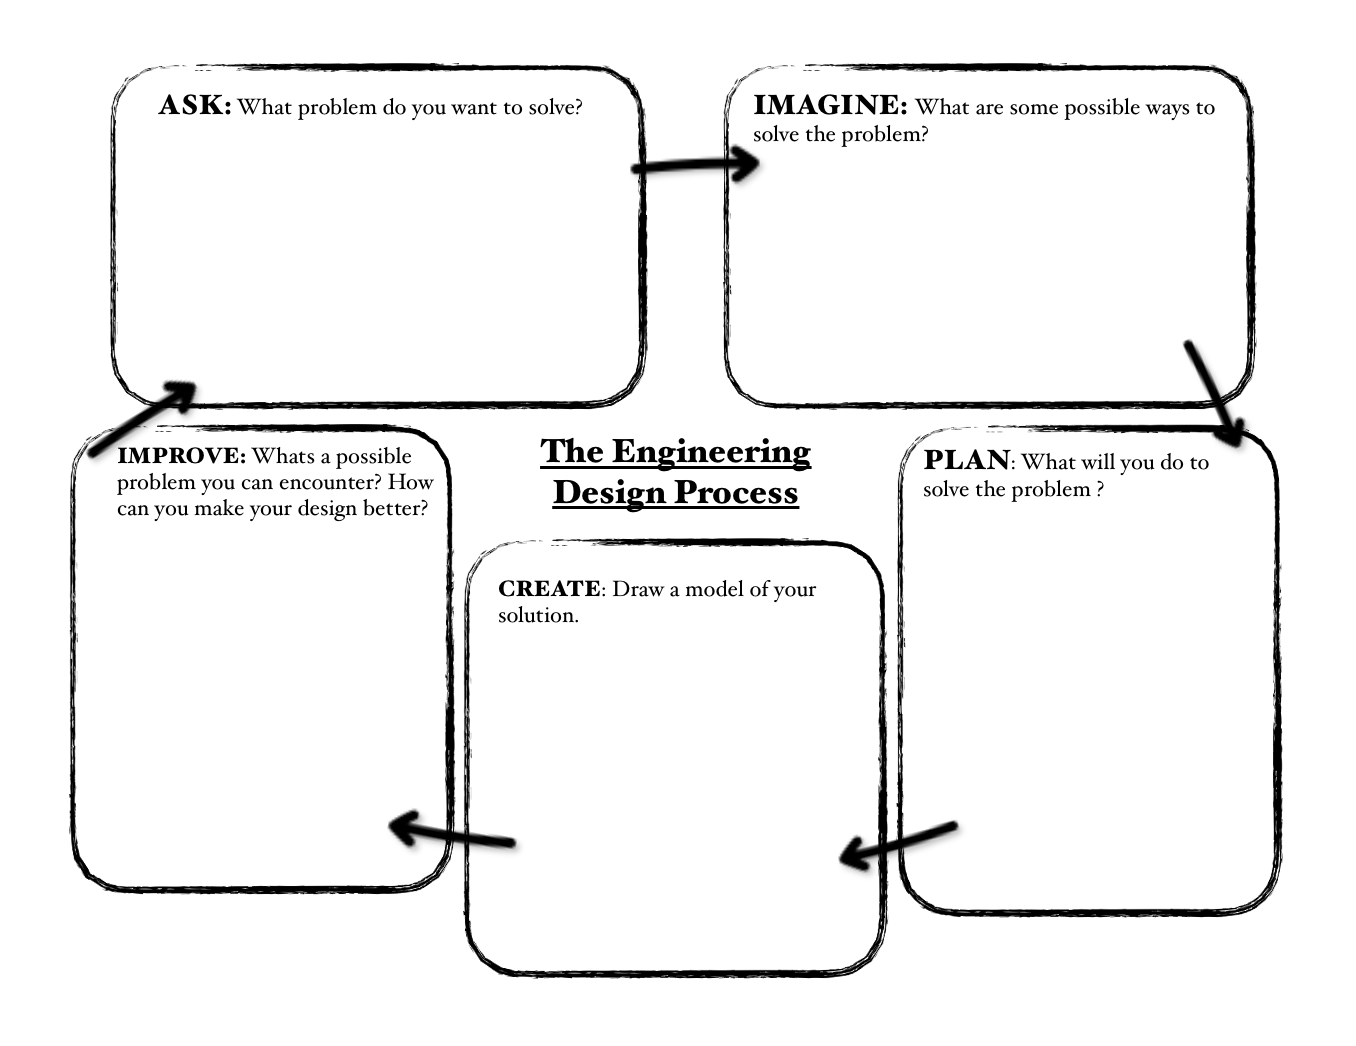 ASK: What problem do you want to solve?
IMAGINE: What are some possible ways to
solve the problem?
The Engineering
Design Process
PLAN: What will you do to
solve the problem ?
CREATE: Draw a model of your
solution.
IMPROVE: Whats a possible
problem you can encounter? How
can you make your design better?